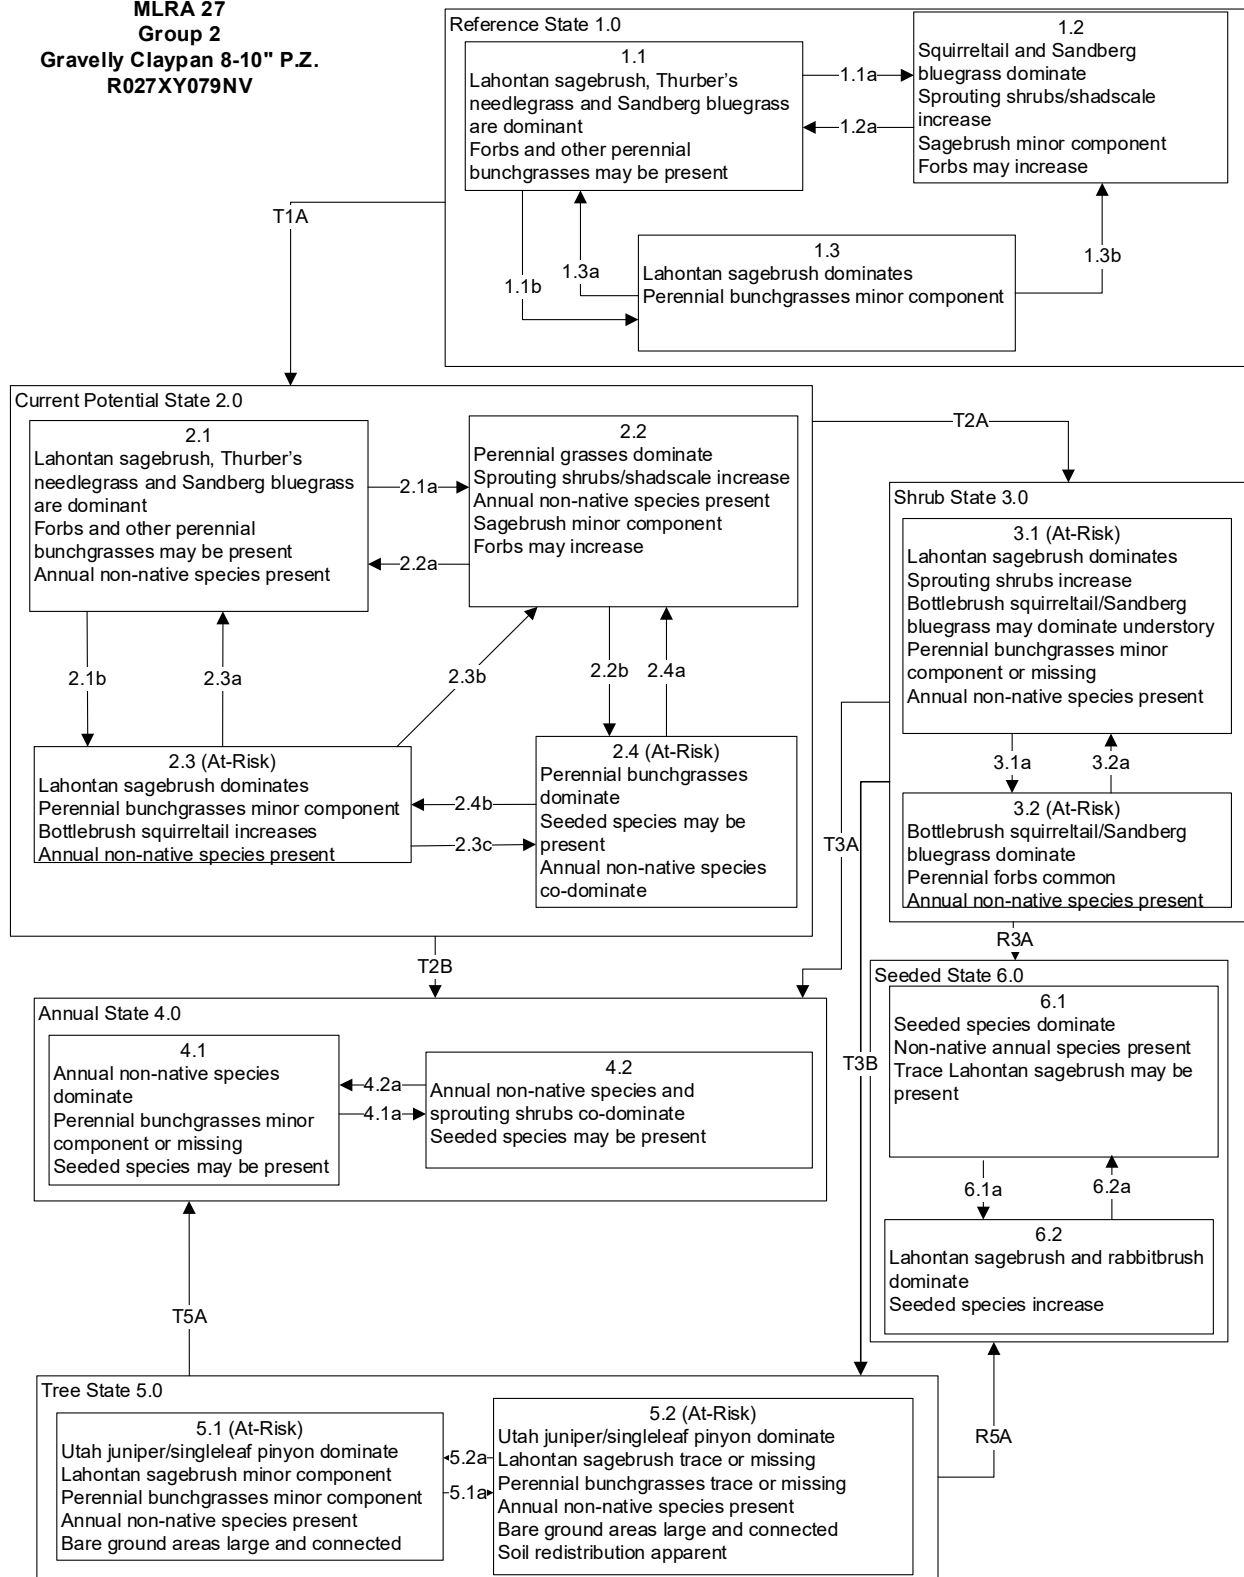 MLRA 27
Group 2
Gravelly Claypan 8-10" P.Z.
R027XY079NV
Reference State 1.0
1.1
Lahontan sagebrush, Thurber's
needlegrass and Sandberg bluegrass
are dominant
Forbs and other perennial
bunchgrasses may be present
1.1a
1.2a
1.2
Squirreltail and Sandberg
bluegrass dominate
Sprouting shrubs/shadscale
increase
Sagebrush minor component
Forbs may increase
1.1b
1.3a
1.3
Lahontan sagebrush dominates
Perennial bunchgrasses minor component
1.3b
T1A
Current Potential State 2.0
2.1
Lahontan sagebrush, Thurber's
needlegrass and Sandberg bluegrass
are dominant
Forbs and other perennial
bunchgrasses may be present
Annual non-native species present
2.1a
2.2a
2.2
Perennial grasses dominate
Sprouting shrubs/shadscale increase
Annual non-native species present
Sagebrush minor component
Forbs may increase
2.1b
2.3a
2.3b
2.2b
2.4a
2.3 (At-Risk)
Lahontan sagebrush dominates
Perennial bunchgrasses minor component
Bottlebrush squirreltail increases
Annual non-native species present
2.4b
2.3c
2.4 (At-Risk)
Perennial bunchgrasses
dominate
Seeded species may be
present
Annual non-native species
co-dominate
T2A
Shrub State 3.0
3.1 (At-Risk)
Lahontan sagebrush dominates
Sprouting shrubs increase
Bottlebrush squirreltail/Sandberg
bluegrass may dominate understory
Perennial bunchgrasses minor
component or missing
Annual non-native species present
3.1a
3.2a
3.2 (At-Risk)
Bottlebrush squirreltail/Sandberg
bluegrass dominate
Perennial forbs common
Annual non-native species present
T3A
T3B
R3A
T2B
Annual State 4.0
4.1
Annual non-native species
dominate
Perennial bunchgrasses minor
component or missing
Seeded species may be present
4.2a
4.1a
4.2
Annual non-native species and
sprouting shrubs co-dominate
Seeded species may be present
Seeded State 6.0
6.1
Seeded species dominate
Non-native annual species present
Trace Lahontan sagebrush may be
present
6.1a
6.2a
6.2
Lahontan sagebrush and rabbitbrush
dominate
Seeded species increase
T5A
R5A
Tree State 5.0
5.1 (At-Risk)
Utah juniper/singleleaf pinyon dominate
Lahontan sagebrush minor component
Perennial bunchgrasses minor component
Annual non-native species present
Bare ground areas large and connected
5.2a
5.1a
5.2 (At-Risk)
Utah juniper/singleleaf pinyon dominate
Lahontan sagebrush trace or missing
Perennial bunchgrasses trace or missing
Annual non-native species present
Bare ground areas large and connected
Soil redistribution apparent